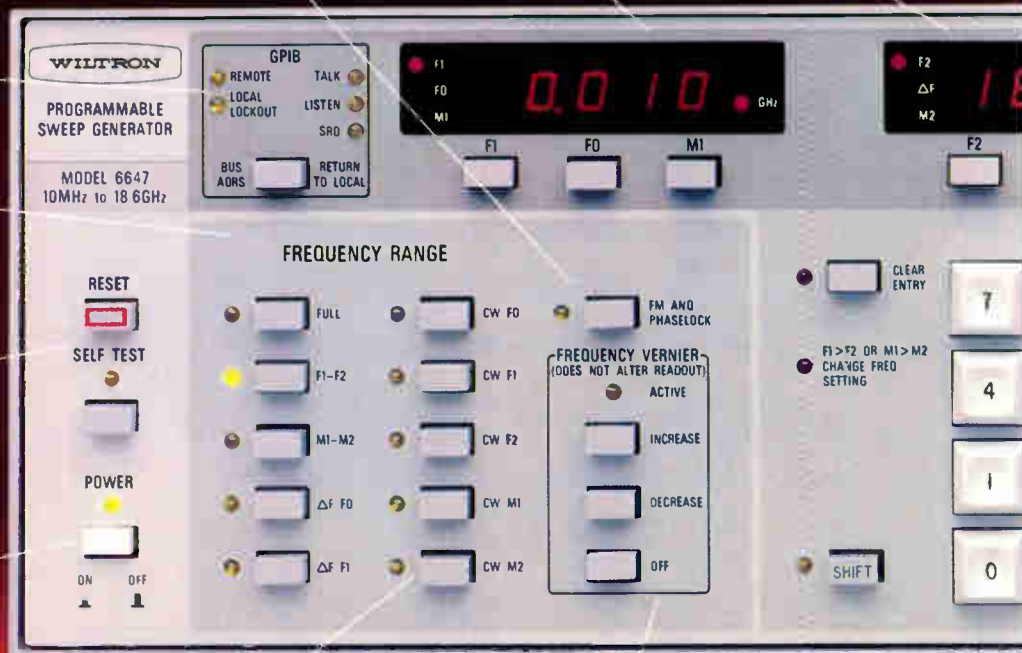 WILTRON
PROGRAMMABLE
SWEEP GENERATOR
MODEL 6647
10MHz to 18 6GHz
GPIB
REMOTE
TALK
LOCAL
LOCKOUT
LISTEN
SRO
BUS
ADRS
RETURN
TO LOCAL
F1
F0
M1
0.010
GHz
F1
F0
M1
F2
ΔF
M2
18
F2
FREQUENCY RANGE
RESET
SELF TEST
POWER
ON
OFF
FULL
F1-F2
M1-M2
ΔF F0
ΔF F1
CW F0
CW F1
CW F2
CW M1
CW M2
FM AND
PHASELOCK
FREQUENCY VERNIER
(DOES NOT ALTER READOUT)
ACTIVE
INCREASE
DECREASE
OFF
CLEAR
ENTRY
F1>F2 OR M1>M2
CHANGE FREQ
SETTING
SHIFT
7
4
1
0